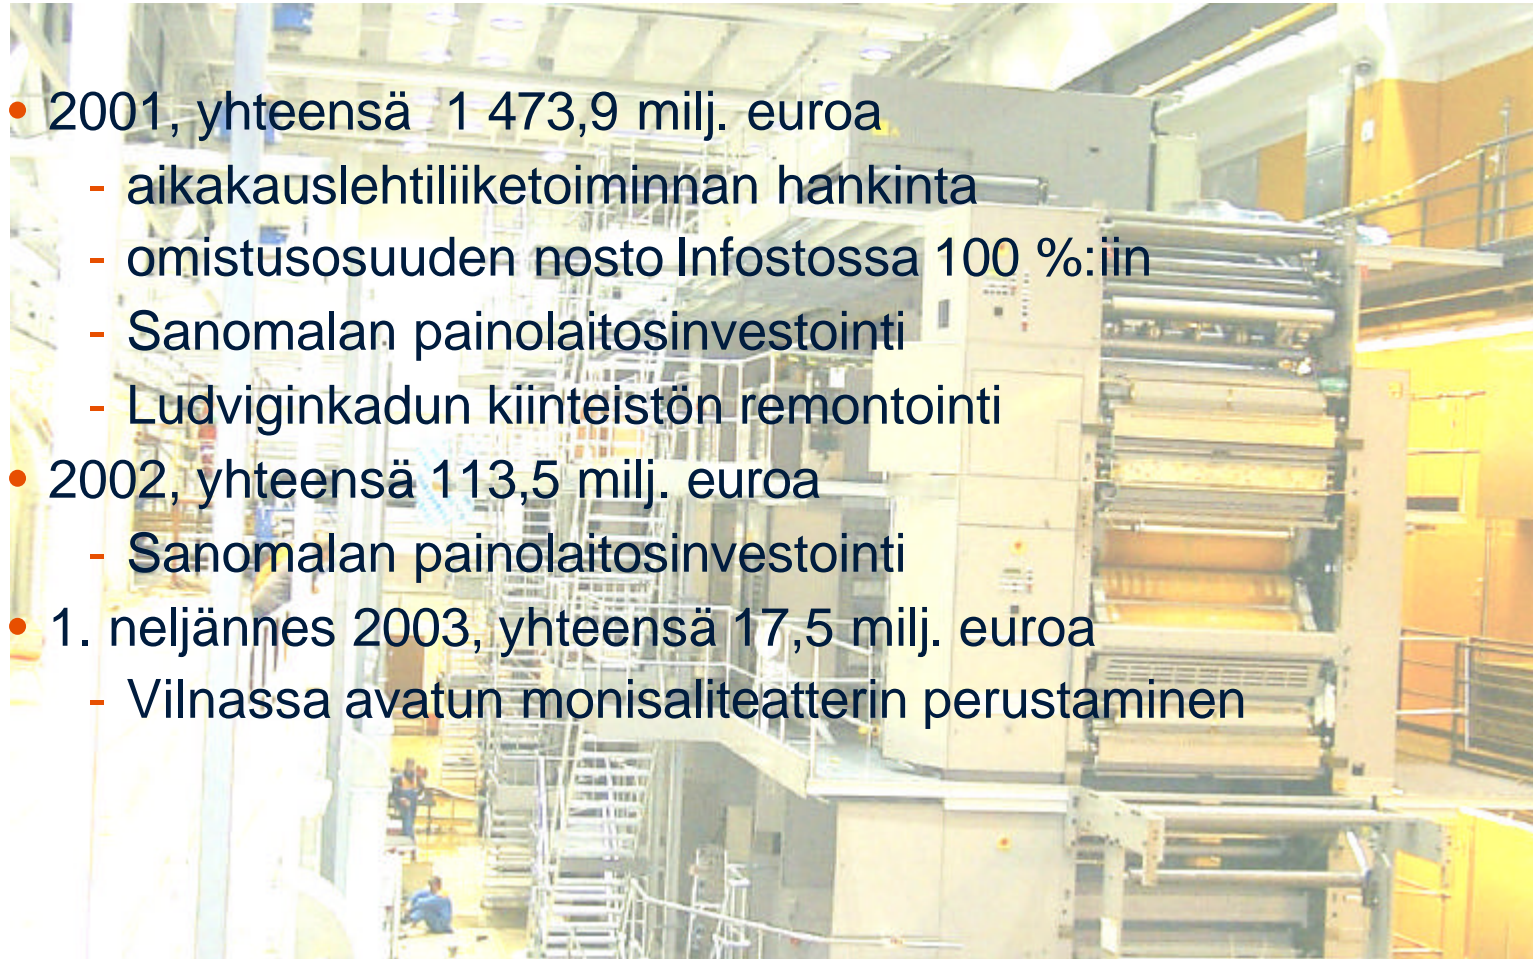 • 2001, yhteensä 1 473,9 milj. euroa
- aikakauslehtiliiketoiminnan hankinta
- omistusosuuden nosto Infostossa 100 %:iin
- Sanomalan painolaitosinvestointi
- Ludviginkadun kiinteistön remontointi
• 2002, yhteensä 113,5 milj. euroa
- Sanomalan painolaitosinvestointi
• 1. neljännes 2003, yhteensä 17,5 milj. euroa
- Vilnassa avatun monisaliteatterin perustaminen